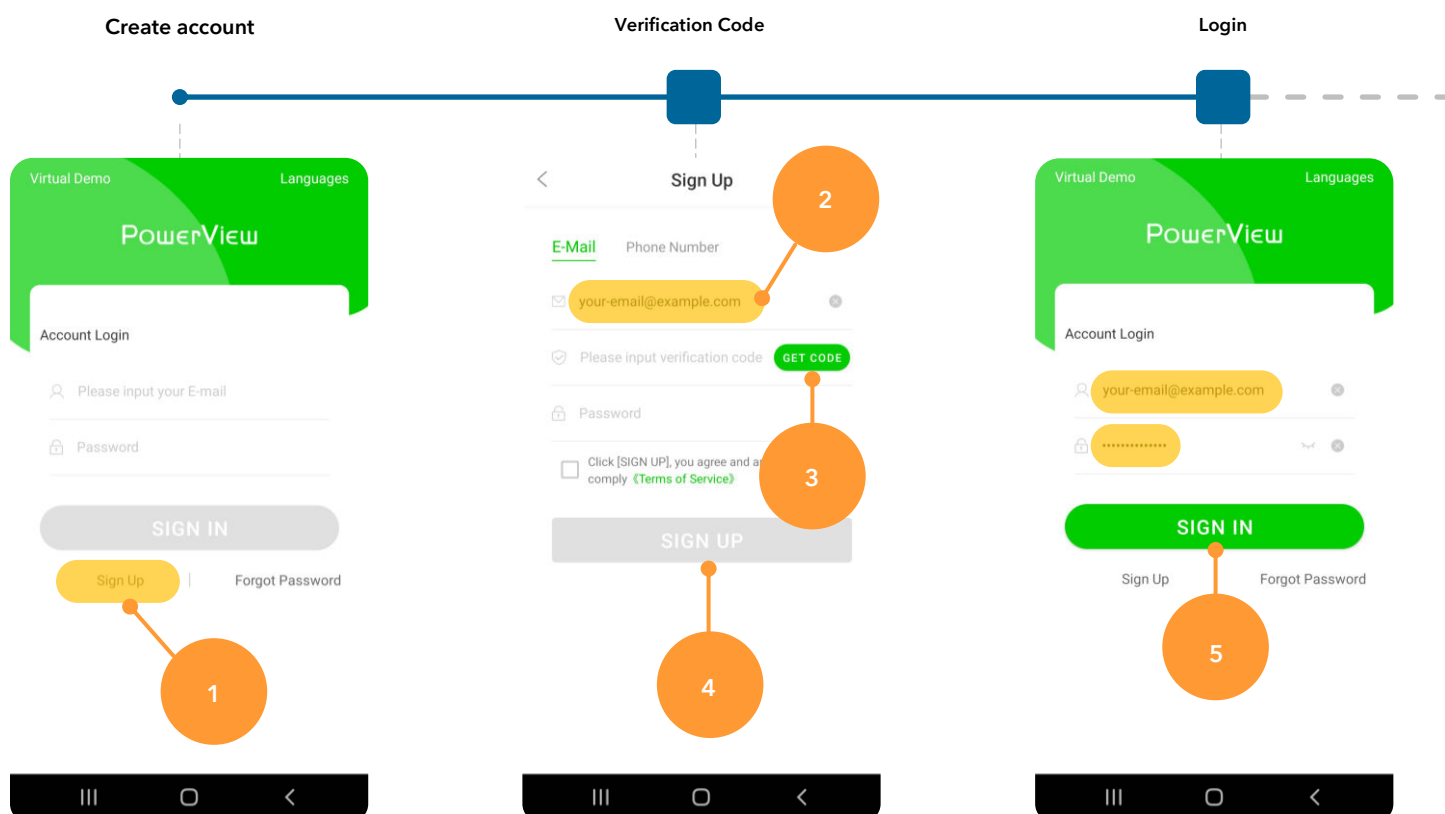 Create account
Verification Code
Login
Virtual Demo
Languages
PowerView
Account Login
Please input your E-mail
Password
SIGN IN
Sign Up
Forgot Password
1
Sign Up
2
E-Mail
Phone Number
your-email@example.com
Please input verification code
GET CODE
Password
Click [SIGN UP], you agree and
comply 《Terms of Service》
3
SIGN UP
4
Virtual Demo
Languages
PowerView
Account Login
your-email@example.com
••••••••••••••
SIGN IN
Sign Up
Forgot Password
5